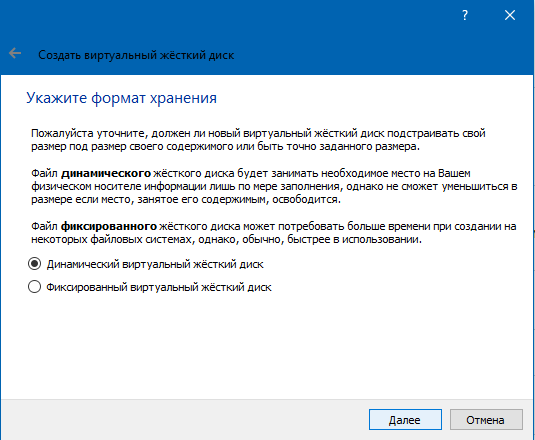 ?
Создать виртуальный жёсткий диск
Укажите формат хранения
Пожалуйста уточните, должен ли новый виртуальный жёсткий диск подстраивать свой
размер под размер своего содержимого или быть точно заданного размера.
Файл динамического жёсткого диска будет занимать необходимое место на Вашем
физическом носителе информации лишь по мере заполнения, однако не сможет уменьшиться в
размере если место, занятое его содержимым, освободится.
Файл фиксированного жёсткого диска может потребовать больше времени при создании на
некоторых файловых системах, однако, обычно, быстрее в использовании.
Динамический виртуальный жёсткий диск
Фиксированный виртуальный жёсткий диск
Далее
Отмена